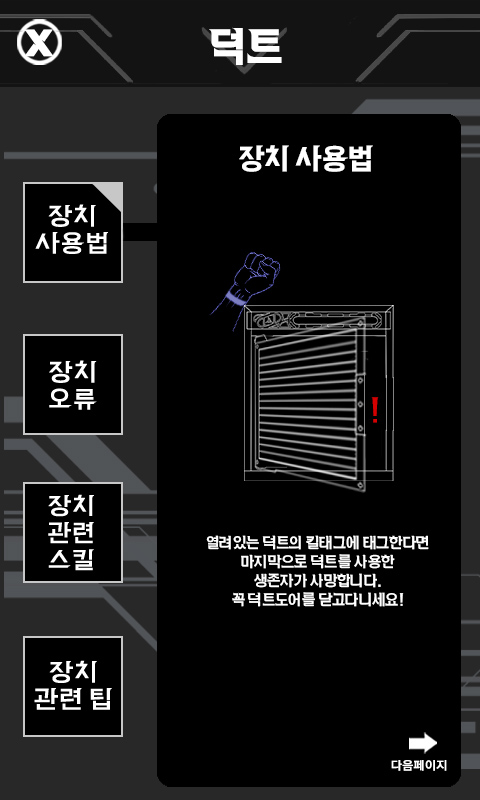 X
덕트
장치 사용법
장치
사용법
장치
오류
장치
관련
스킬
장치
관련 팁
!
열려있는 덕트의 킬태그에 태그한다면
마지막으로 덕트를 사용한
생존자가 사망합니다.
꼭 덕트도어를 닫고다니세요!
다음페이지